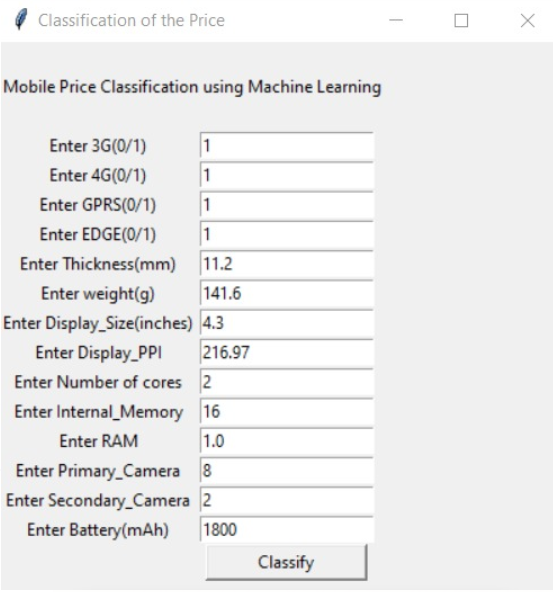 Classification of the Price
Mobile Price Classification using Machine Learning
Enter 3G(0/1) 1
Enter 4G(0/1) 1
Enter GPRS(0/1) 1
Enter EDGE(0/1) 1
Enter Thickness(mm) 11.2
Enter weight(g) 141.6
Enter Display_Size(inches) 4.3
Enter Display_PPI 216.97
Enter Number of cores 2
Enter Internal_Memory 16
Enter RAM 1.0
Enter Primary_Camera 8
Enter Secondary_Camera 2
Enter Battery(mAh) 1800
Classify